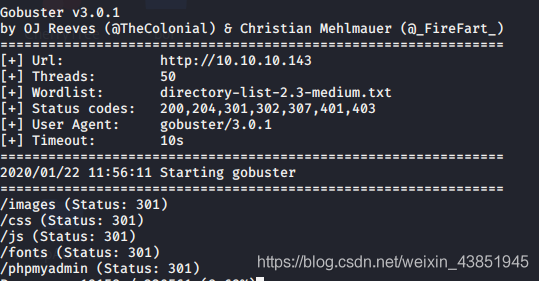 Gobuster v3.0.1
by OJ Reeves (@TheColonial) & Christian Mehlmauer (@_FireFart_)
===============================================================
[+] Url:            http://10.10.10.143
[+] Threads:        50
[+] Wordlist:       directory-list-2.3-medium.txt
[+] Status codes:   200,204,301,302,307,401,403
[+] User Agent:     gobuster/3.0.1
[+] Timeout:        10s
===============================================================
2020/01/22 11:56:11 Starting gobuster
===============================================================
/images (Status: 301)
/css (Status: 301)
/js (Status: 301)
/fonts (Status: 301)
/phpmyadmin (Status: 301)
https://blog.csdn.net/weixin_43851945